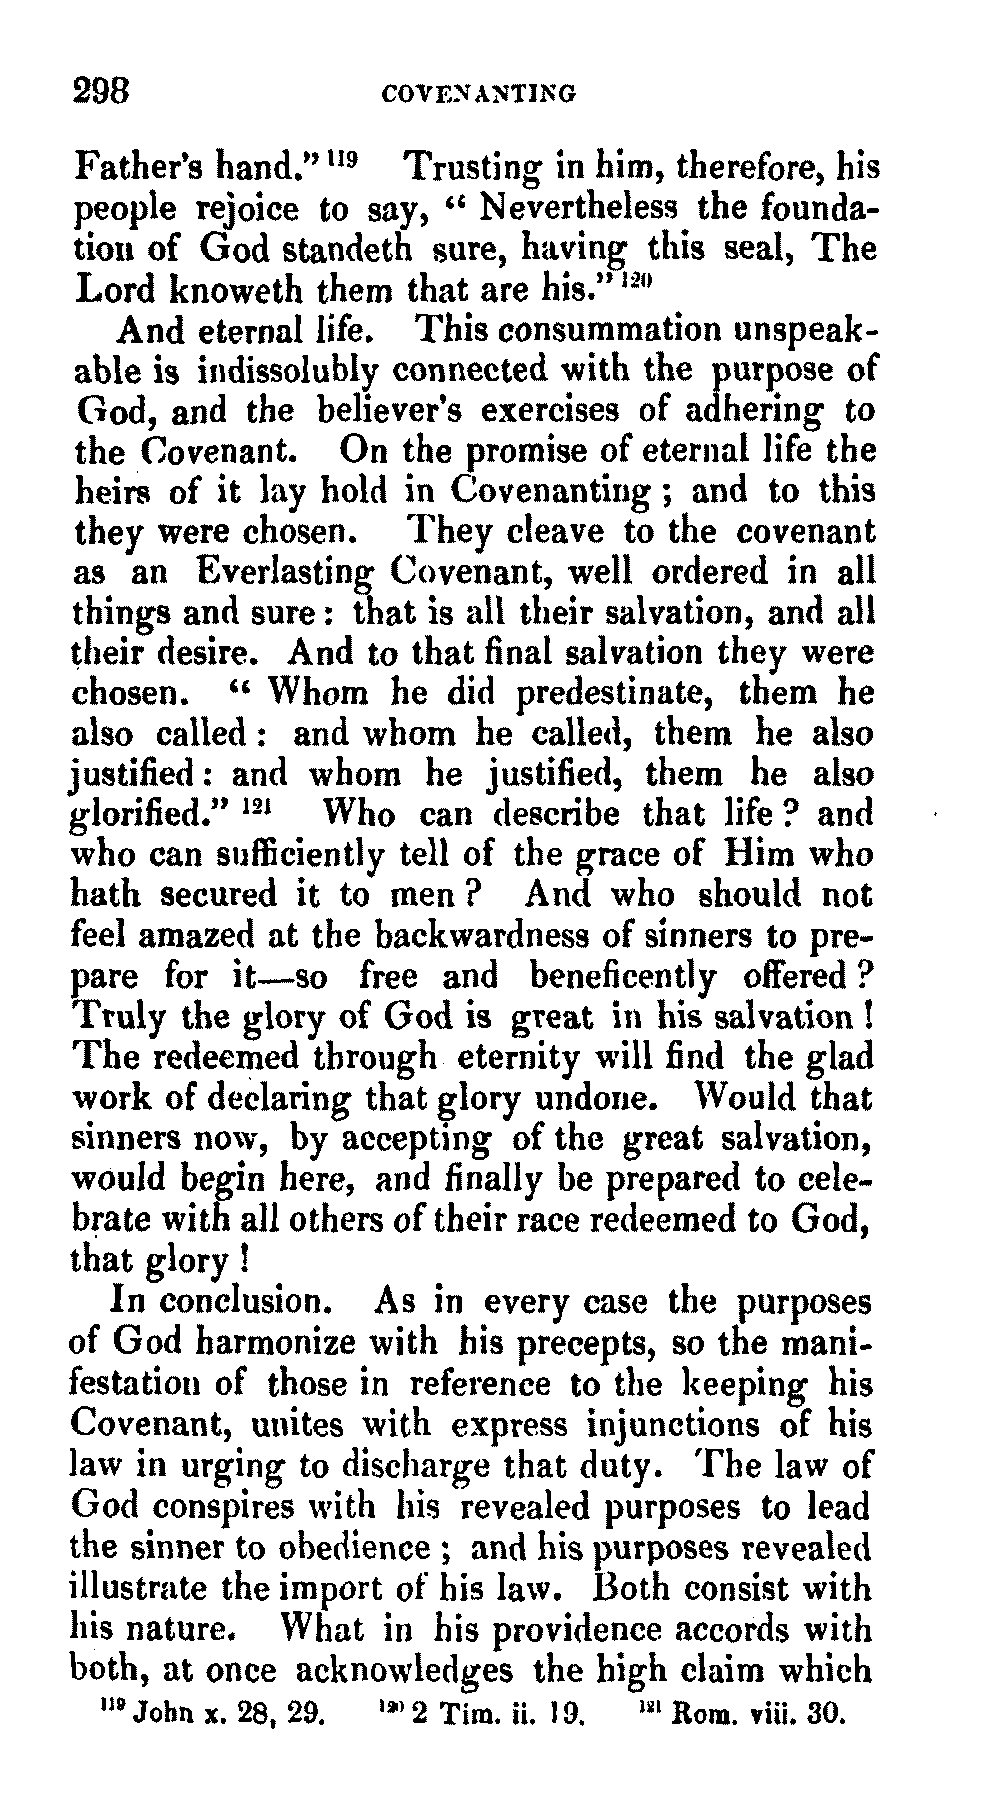 298 COVENANTING
Father's hand." 119 Trusting in him, therefore, his
people rejoice to say, " Nevertheless the founda-
tion of God standeth sure, having this seal, The
Lord knoweth them that are his." 120
And eternal life. This consummation unspeak-
able is indissolubly connected with the purpose of
God, and the believer's exercises of adhering to
the Covenant. On the promise of eternal life the
heirs of it lay hold in Covenanting ; and to this
they were chosen. They cleave to the covenant
as an Everlasting Covenant, well ordered in all
things and sure : that is all their salvation, and all
their desire. And to that final salvation they were
chosen. " Whom he did predestinate, them he
also called : and whom he called, them he also
justified : and whom he justified, them he also
glorified." 121 Who can describe that life ? and
who can sufficiently tell of the grace of Him who
hath secured it to men ? And who should not
feel amazed at the backwardness of sinners to pre-
pare for it—so free and beneficently offered ?
Truly the glory of God is great in his salvation !
The redeemed through eternity will find the glad
work of declaring that glory undone. Would that
sinners now, by accepting of the great salvation,
would begin here, and finally be prepared to cele-
brate with all others of their race redeemed to God,
that glory !
In conclusion. As in every case the purposes
of God harmonize with his precepts, so the mani-
festation of those in reference to the keeping his
Covenant, unites with express injunctions of his
law in urging to discharge that duty. The law of
God conspires with his revealed purposes to lead
the sinner to obedience ; and his purposes revealed
illustrate the import of his law. Both consist with
his nature. What in his providence accords with
both, at once acknowledges the high claim which
119 John x. 28, 29. 120 2 Tim. ii. 19. 121 Rom. viii. 30.